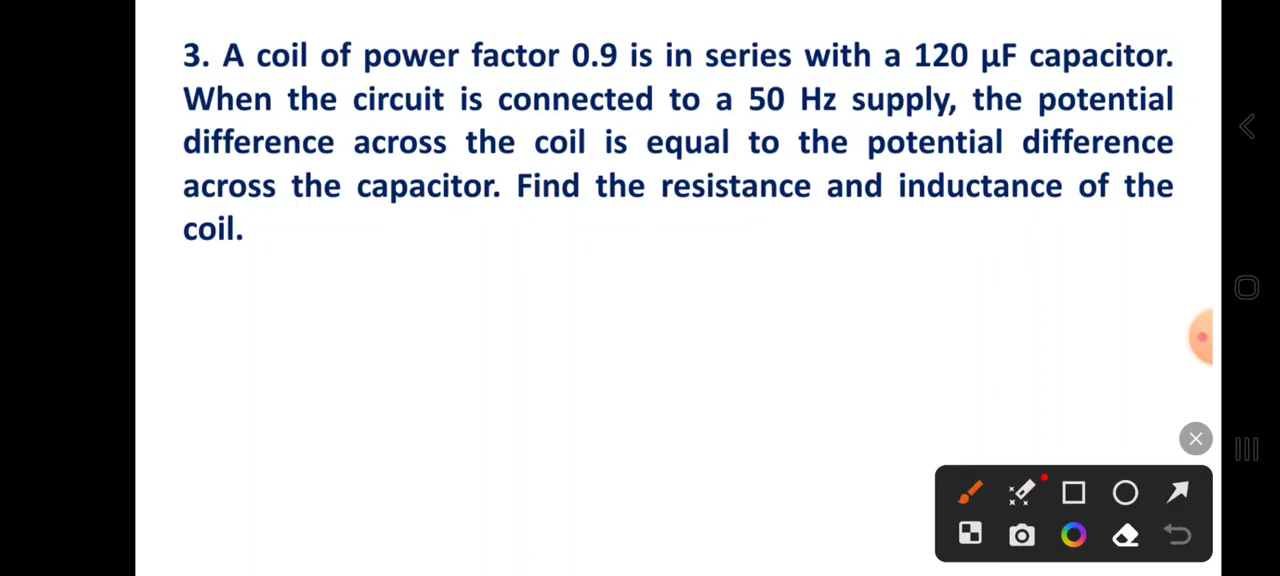 3. A coil of power factor 0.9 is in series with a 120 µF capacitor.
When the circuit is connected to a 50 Hz supply, the potential
difference across the coil is equal to the potential difference
across the capacitor. Find the resistance and inductance of the
coil.